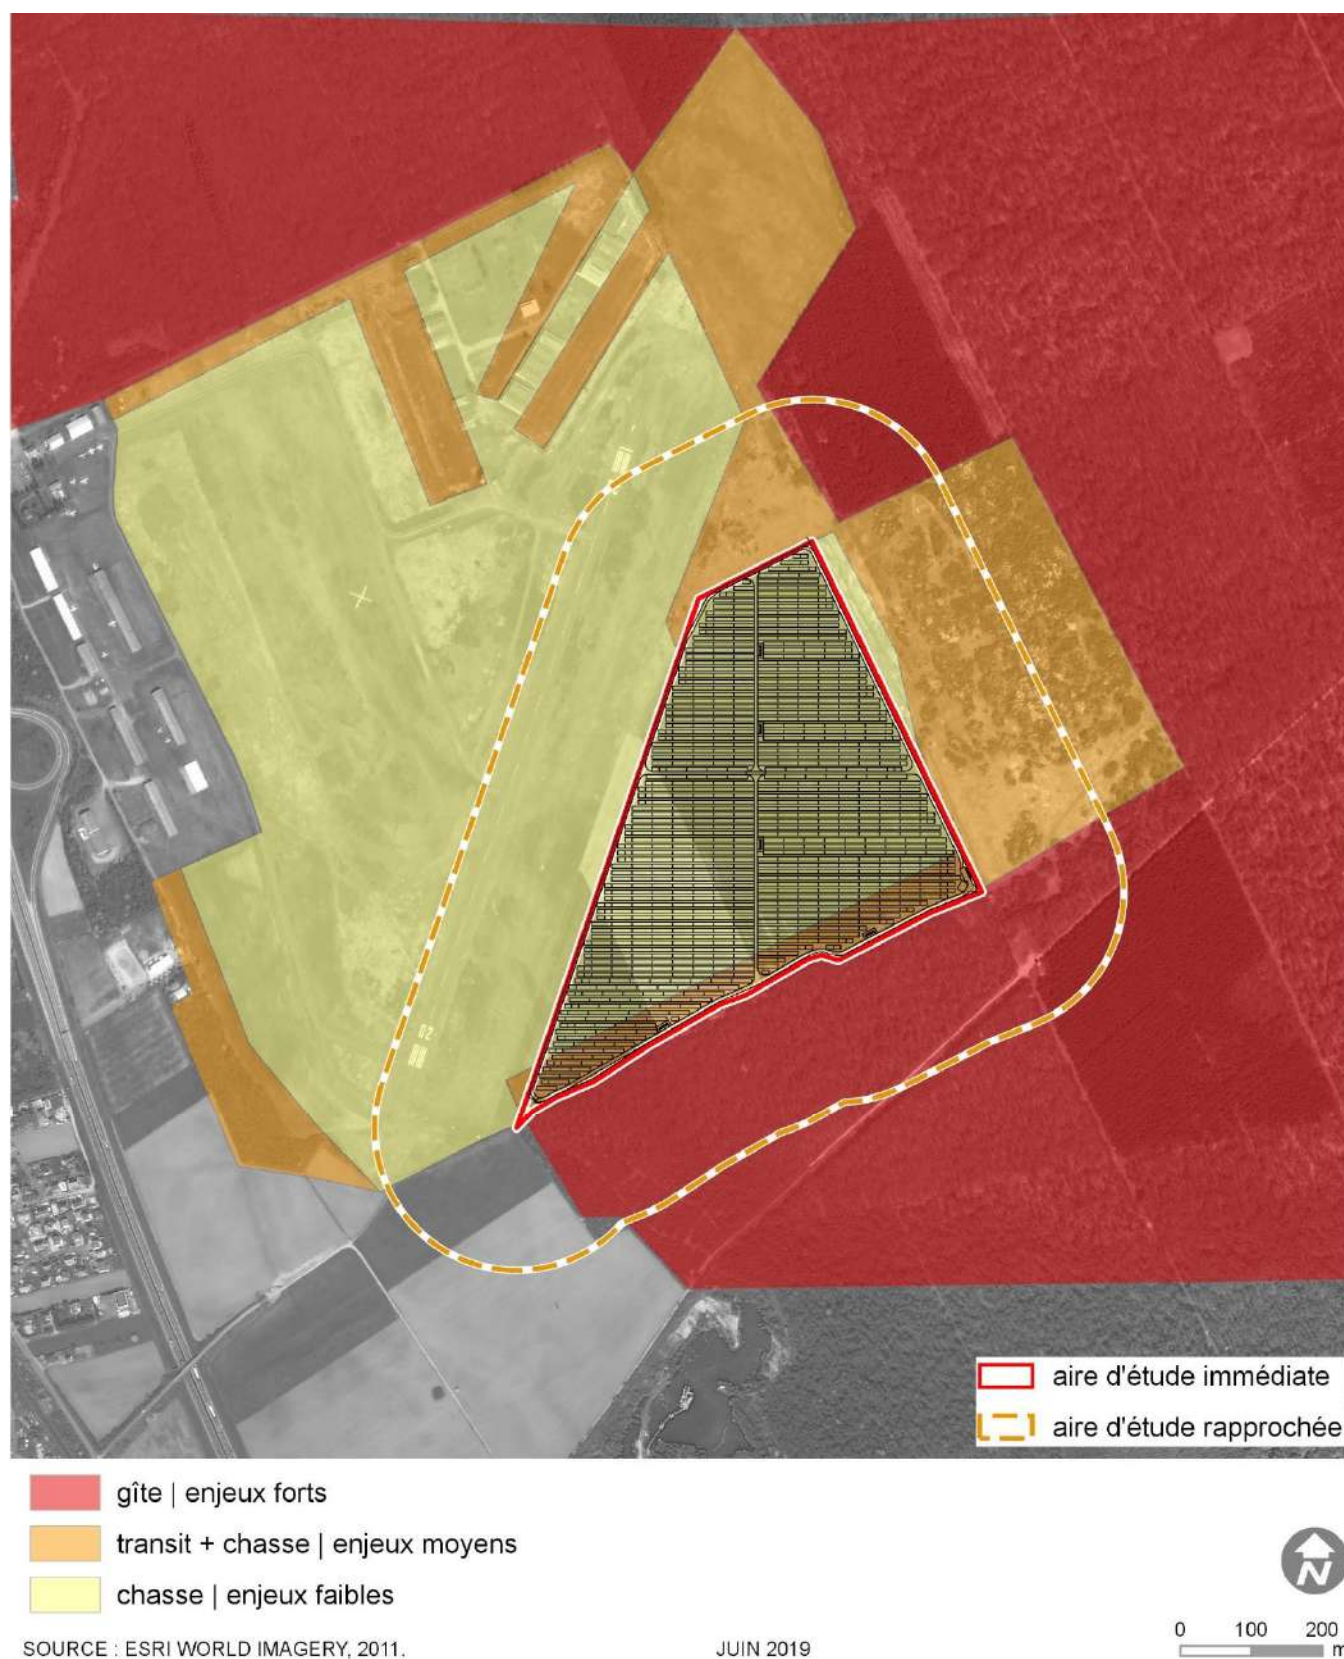 aire d'étude immédiate
aire d'étude rapprochée
gîte | enjeux forts
transit + chasse | enjeux moyens
chasse | enjeux faibles
N
0 100 200
m
SOURCE : ESRI WORLD IMAGERY, 2011.
JUIN 2019